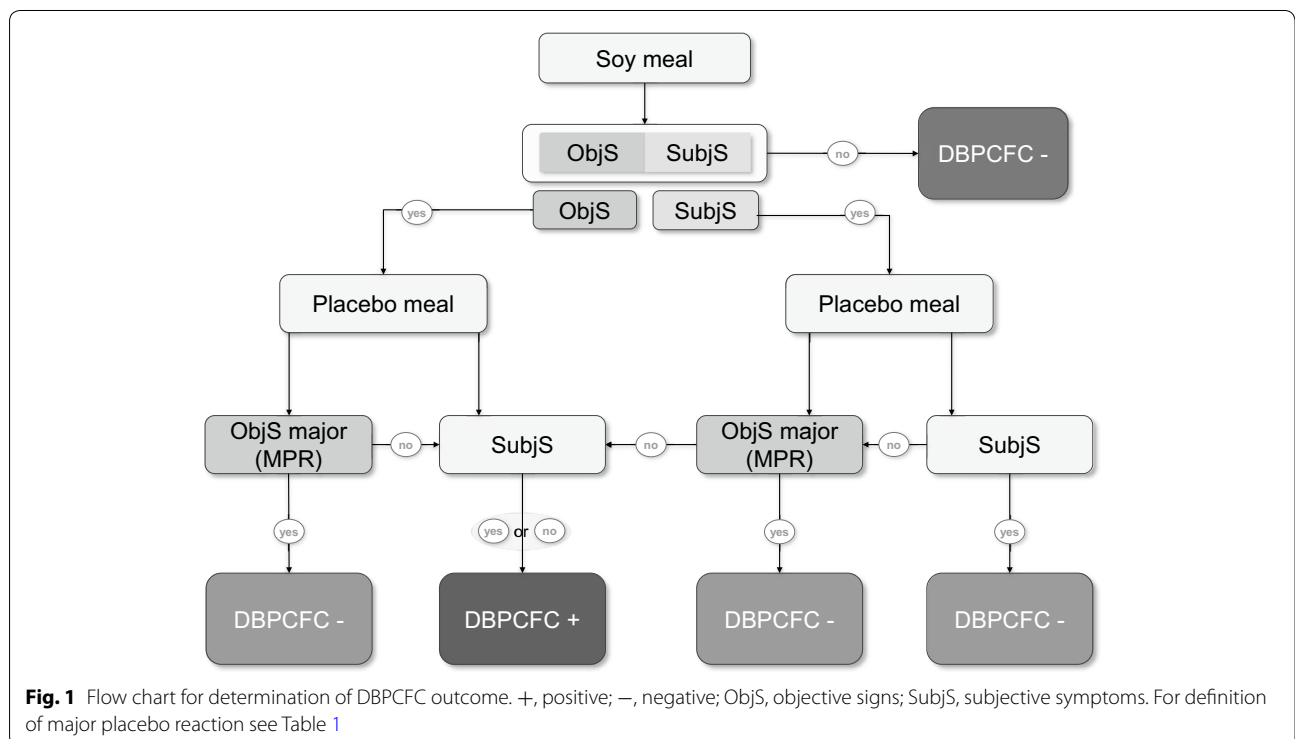 Soy meal
ObjS SubjS
no
DBPCFC -
ObjS
SubjS
yes
yes
Placebo meal
Placebo meal
ObjS major
(MPR)
no
SubjS
no
ObjS major
(MPR)
no
SubjS
yes
yes or no
yes
yes
DBPCFC -
DBPCFC +
DBPCFC -
DBPCFC -
Fig. 1 Flow chart for determination of DBPCFC outcome. +, positive; −, negative; ObjS, objective signs; SubjS, subjective symptoms. For definition
of major placebo reaction see Table 1